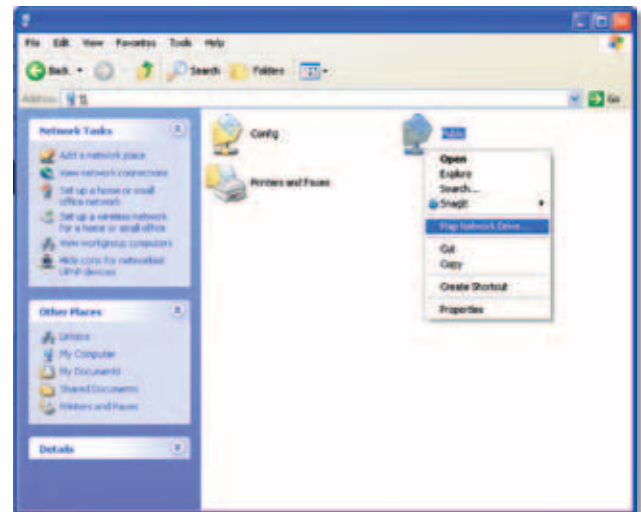 File Edit View Favorites Tools Help
Back Search Folders
Address Go
Network Tasks
Add a network place
View network connections
Set up a home or small
office network
Set up a wireless network
for a home or small office
View workgroup computers
Hide icons for networked
UPnP devices
Other Places
My Computer
My Documents
Shared Documents
Printers and Faxes
Details
Config
Printers and Faxes
Public
Open
Explore
Search...
SnagIt
Map Network Drive...
Cut
Copy
Create Shortcut
Properties